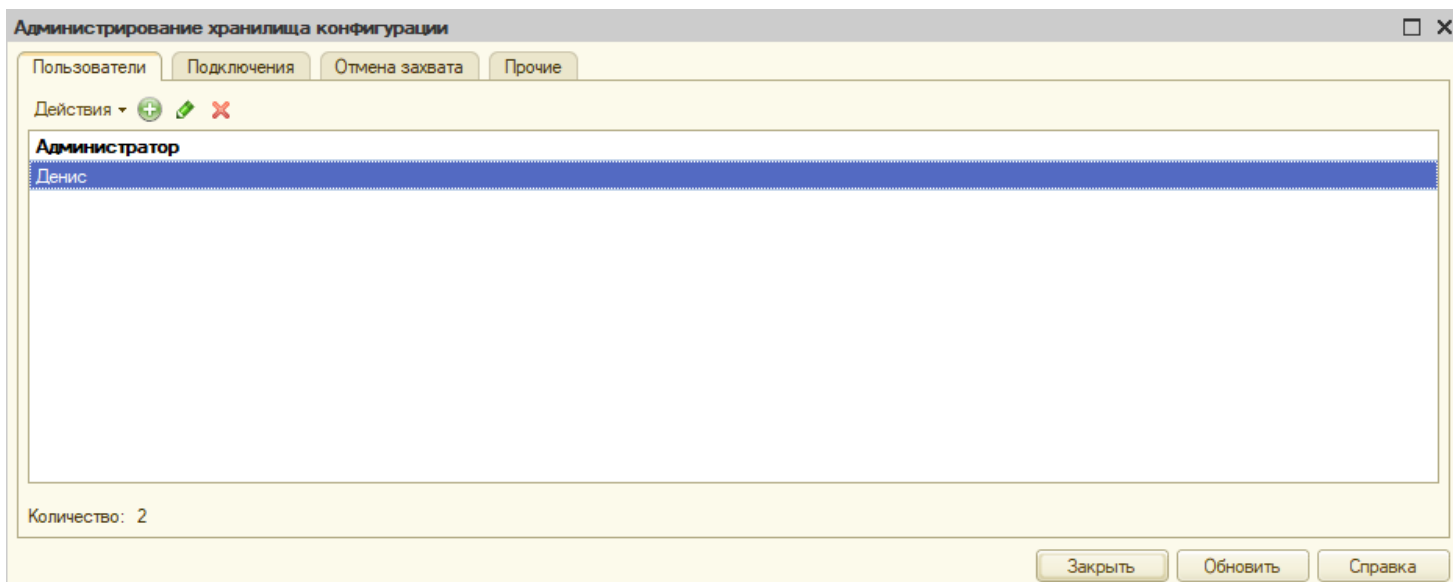 Администрирование хранилища конфигурации
Пользователи Подключения Отмена захвата Прочие
Действия
Администратор
Денис
Количество: 2
Закрыть Обновить Справка